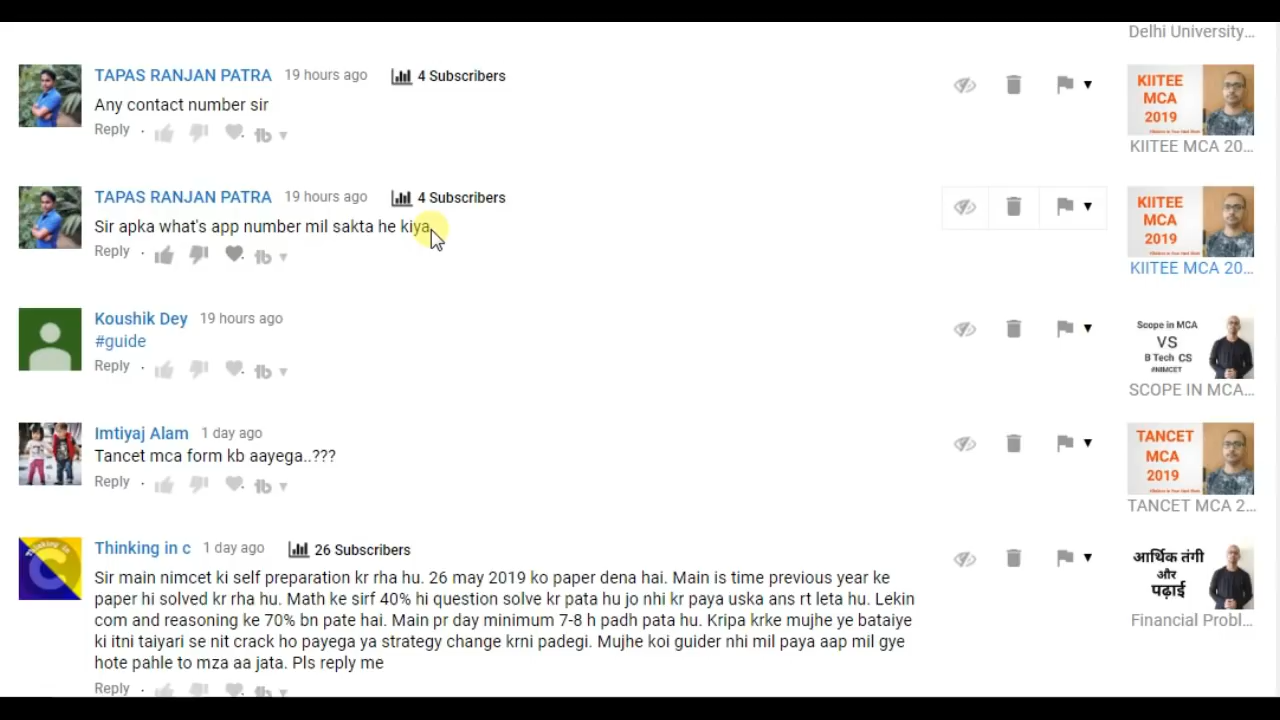 Delhi University...
TAPAS RANJAN PATRA 19 hours ago 4 Subscribers
Any contact number sir
Reply
KIITEE
MCA
2019
KIITEE MCA 20...
TAPAS RANJAN PATRA 19 hours ago 4 Subscribers
Sir apka what's app number mil sakta he kiya
Reply
KIITEE
MCA
2019
KIITEE MCA 20...
Koushik Dey 19 hours ago
#guide
Reply
Scope in MCA
VS
B Tech CS
#NIMCET
SCOPE IN MCA...
Imtiyaj Alam 1 day ago
Tancet mca form kb aayega..???
Reply
TANCET
MCA
2019
TANCET MCA 2...
Thinking in c 1 day ago 26 Subscribers
Sir main nimcet ki self preparation kr rha hu. 26 may 2019 ko paper dena hai. Main is time previous year ke
paper hi solved kr rha hu. Math ke sirf 40% hi question solve kr pata hu jo nhi kr paya uska ans rt leta hu. Lekin
com and reasoning ke 70% bn pate hai. Main pr day minimum 7-8 h padh pata hu. Kripa krke mujhe ye bataiye
ki itni taiyari se nit crack ho payega ya strategy change krni padegi. Mujhe koi guider nhi mil paya aap mil gye
hote pahle to mza aa jata. Pls reply me
Reply
आर्थिक तंगी
और
पढ़ाई
Financial Probl...